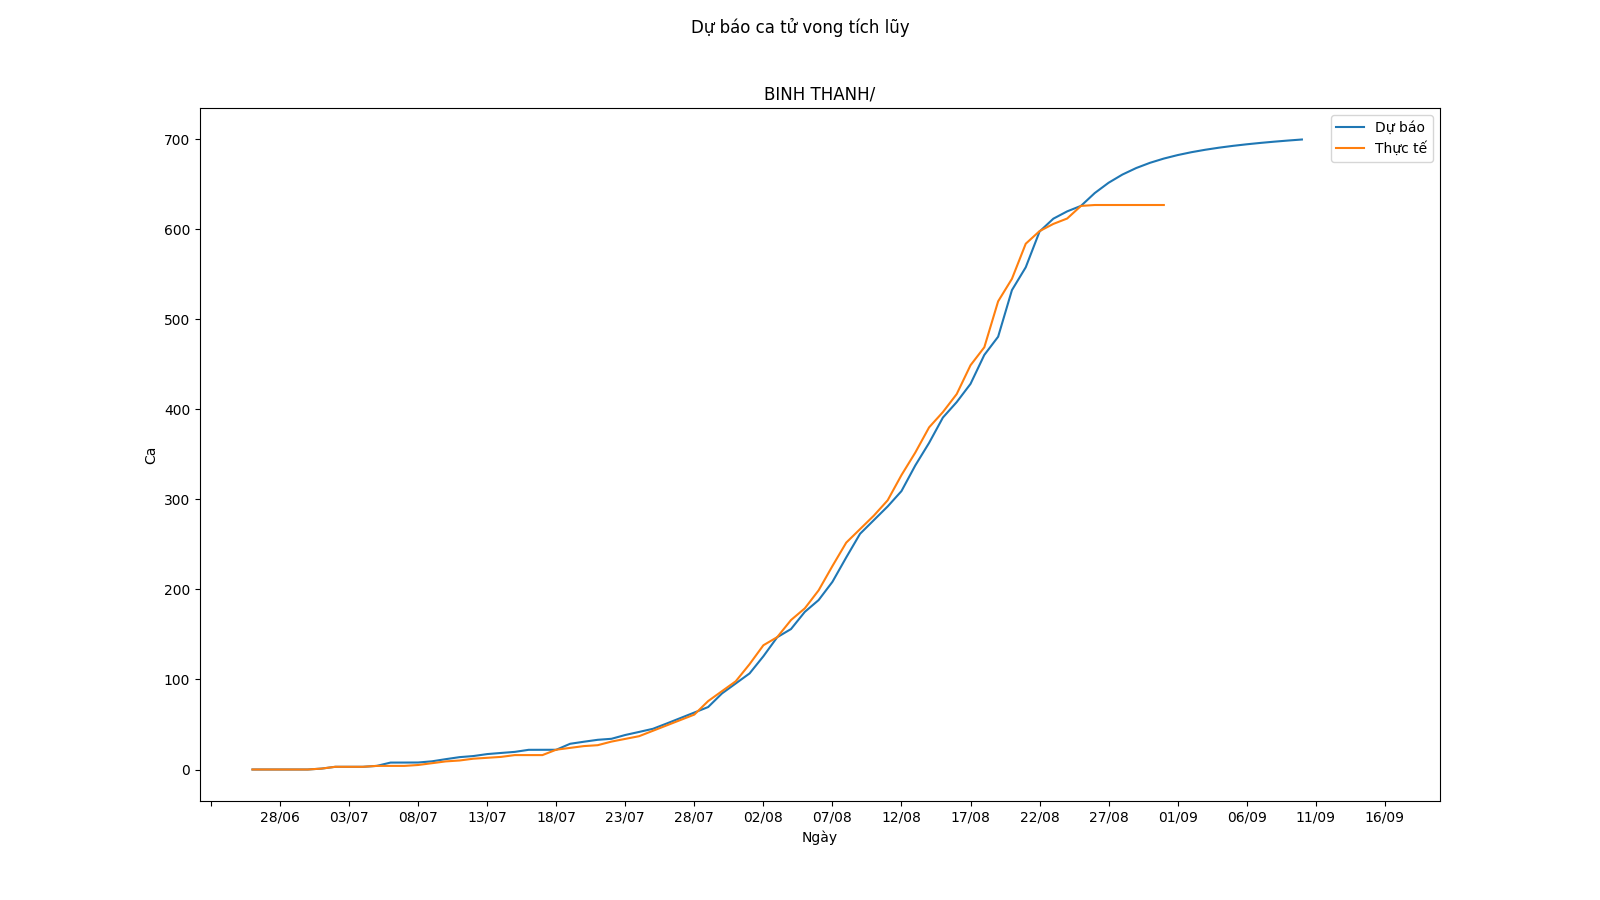 Dự báo ca tử vong tích lũy
BINH THANH/
Dự báo
Thực tế
700
600
500
400
300
200
100
0
Ca
28/06 03/07 08/07 13/07 18/07 23/07 28/07 02/08 07/08 12/08 17/08 22/08 27/08 01/09 06/09 11/09 16/09
Ngày